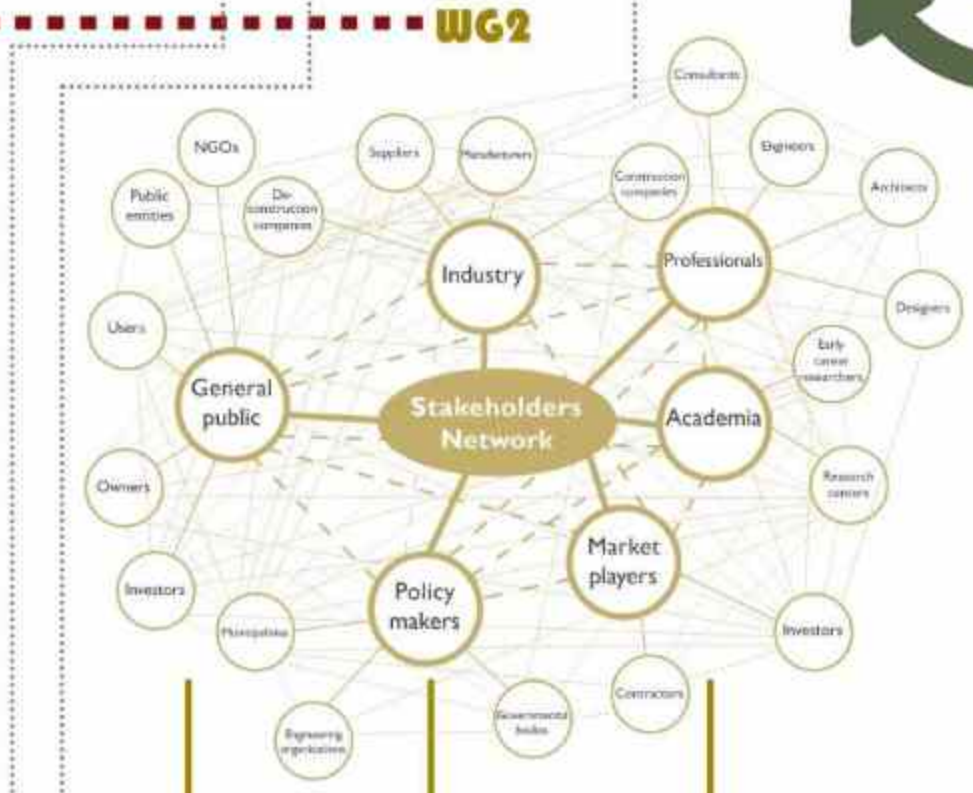 WG2
Consultants
NGOs
Suppliers
Manufacturers
Engineers
Public
entities
De-
construction
companies
Construction
companies
Architects
Industry
Professionals
Users
Designers
Early
career
researchers
General
public
Stakeholders
Network
Academia
Owners
Research
centers
Investors
Market
players
Policy
makers
Municipalities
Investors
Contractors
Engineering
organizations
Governmental
bodies